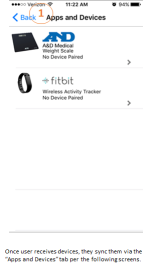 Verizon 11:22 AM 94%
Back 1 Apps and Devices
AND
A&D Medical
Weight Scale
No Device Paired
fitbit
Wireless Activity Tracker
No Device Paired
Once user receives devices, they sync them via the
"Apps and Devices" tab per the following screens.